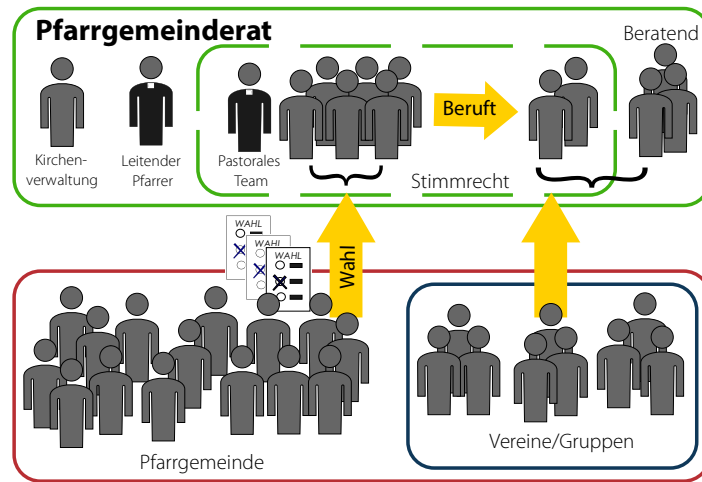 Pfarrgemeinderat
Beratend
Beruft
Kirchen-
verwaltung
Leitender
Pfarrer
Pastorales
Team
Stimmrecht
WAHL
WAHL
WAHL
Wahl
Pfarrgemeinde
Vereine/Gruppen